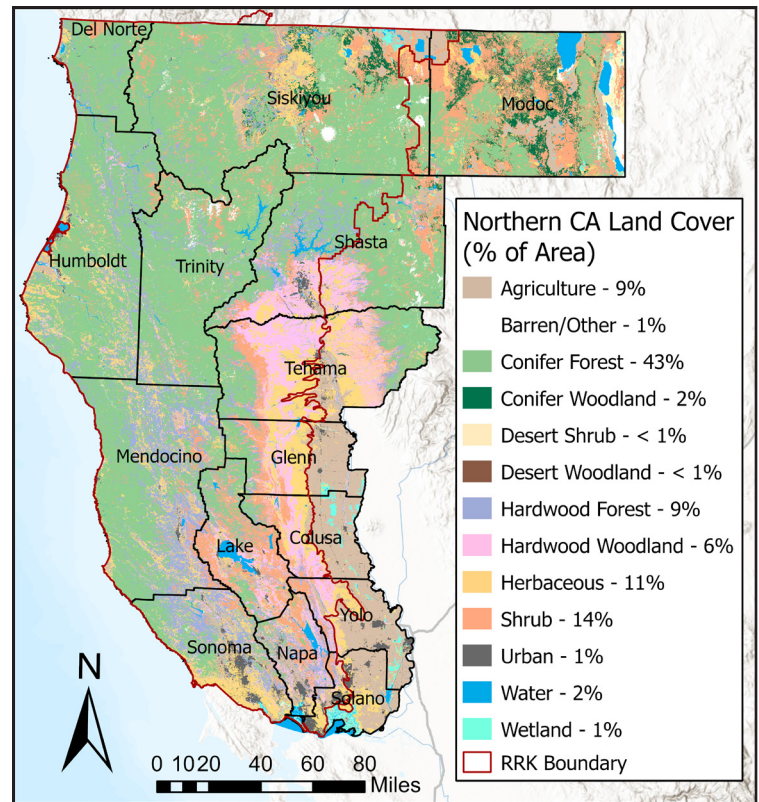 Del Norte
Siskiyou
Modoc
Humboldt
Trinity
Shasta
Tehama
Mendocino
Glenn
Lake
Colusa
Sonoma
Napa
Yolo
Solano
Northern CA Land Cover
(% of Area)
Agriculture - 9%
Barren/Other - 1%
Conifer Forest - 43%
Conifer Woodland - 2%
Desert Shrub - < 1%
Desert Woodland - < 1%
Hardwood Forest - 9%
Hardwood Woodland - 6%
Herbaceous - 11%
Shrub - 14%
Urban - 1%
Water - 2%
Wetland - 1%
RRK Boundary
N
0 10 20 40 60 80
Miles